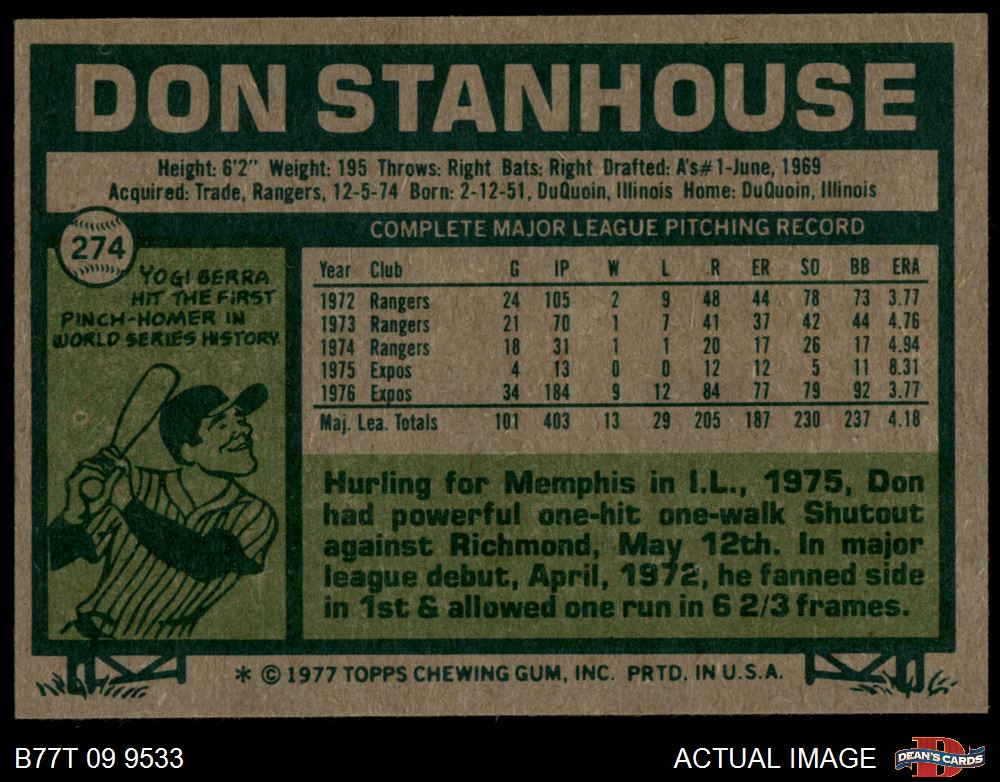 DON STANHOUSE
Height: 6'2" Weight: 195 Throws: Right Bats: Right Drafted: A's#1-June, 1969
Acquired: Trade, Rangers, 12-5-74 Born: 2-12-51, DuQuoin, Illinois Home: DuQuoin, Illinois
274
YOGI BERRA
HIT THE FIRST
PINCH-HOMER IN
WORLD SERIES HISTORY.
COMPLETE MAJOR LEAGUE PITCHING RECORD
Year Club G IP W L R ER SO BB ERA
1972 Rangers 24 105 2 9 48 44 78 73 3.77
1973 Rangers 21 70 1 7 41 37 42 44 4.76
1974 Rangers 18 31 1 1 20 17 26 17 4.94
1975 Expos 4 13 0 0 12 12 5 11 8.31
1976 Expos 34 184 9 12 84 77 79 92 3.77
Maj. Lea. Totals 101 403 13 29 205 187 230 237 4.18
Hurling for Memphis in I.L., 1975, Don
had powerful one-hit one-walk Shutout
against Richmond, May 12th. In major
league debut, April, 1972, he fanned side
in 1st & allowed one run in 6 2/3 frames.
* © 1977 TOPPS CHEWING GUM, INC. PRTD. IN U.S.A.
B77T 09 9533
ACTUAL IMAGE
D
DEAN'S CARDS